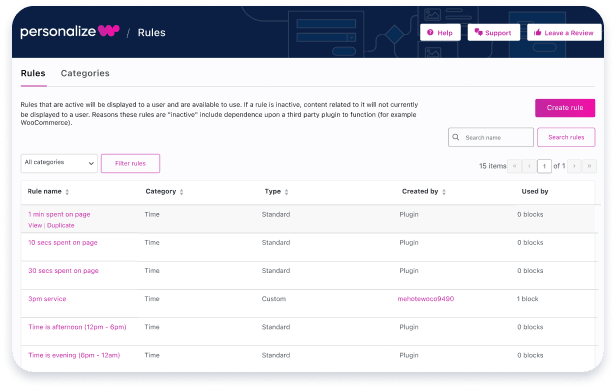 personalize / Rules
Help
Support
Leave a Review
Rules Categories
Rules that are active will be displayed to a user and are available to use. If a rule is inactive, content related to it will not currently
be displayed to a user. Reasons these rules are "inactive" include dependence upon a third party plugin to function (for example
WooCommerce).
Create rule
Search name
Search rules
All categories
Filter rules
15 items « ‹ 1 of 1 › »
Rule name Category Type Created by Used by
1 min spent on page Time Standard Plugin 0 blocks
View | Duplicate
10 secs spent on page Time Standard Plugin 0 blocks
30 secs spent on page Time Standard Plugin 0 blocks
3pm service Time Custom mehotewoco9490 1 block
Time is afternoon (12pm - 6pm) Time Standard Plugin 0 blocks
Time is evening (6pm - 12am) Time Standard Plugin 0 blocks